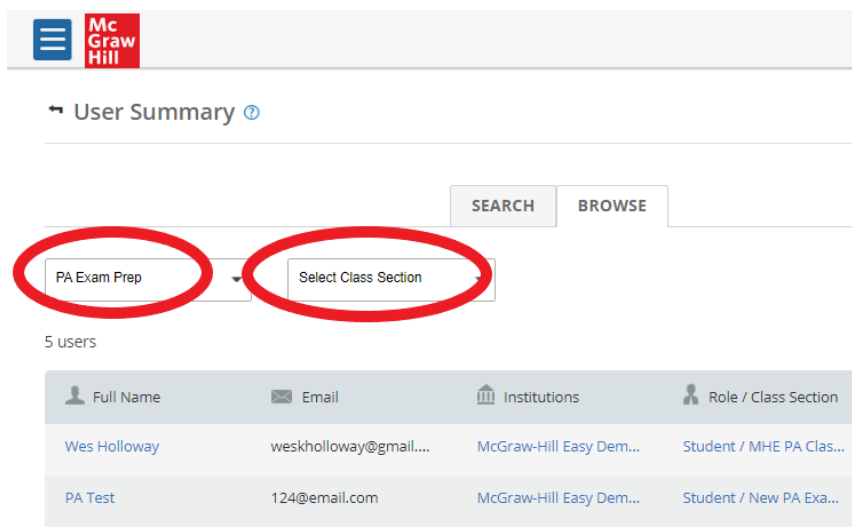 Mc
Graw
Hill
User Summary ?
SEARCH BROWSE
PA Exam Prep Select Class Section
5 users
Full Name Email Institutions Role / Class Section
Wes Holloway weskholloway@gmail.... McGraw-Hill Easy Dem... Student / MHE PA Clas...
PA Test 124@email.com McGraw-Hill Easy Dem... Student / New PA Exa...